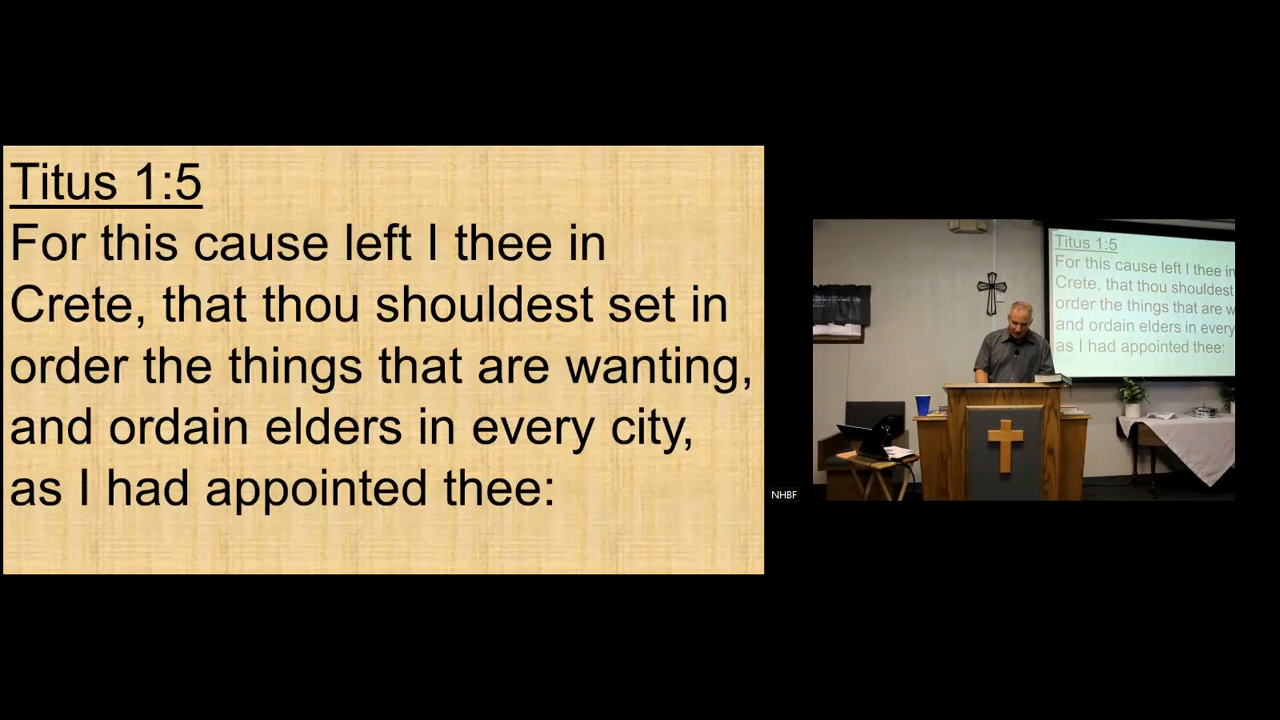 Titus 1:5
For this cause left I thee in
Crete, that thou shouldest set in
order the things that are wanting,
and ordain elders in every city,
as I had appointed thee:
NHBF
Titus 1:5
For this cause left I thee in
Crete, that thou shouldest
order the things that are w
and ordain elders in every
as I had appointed thee: